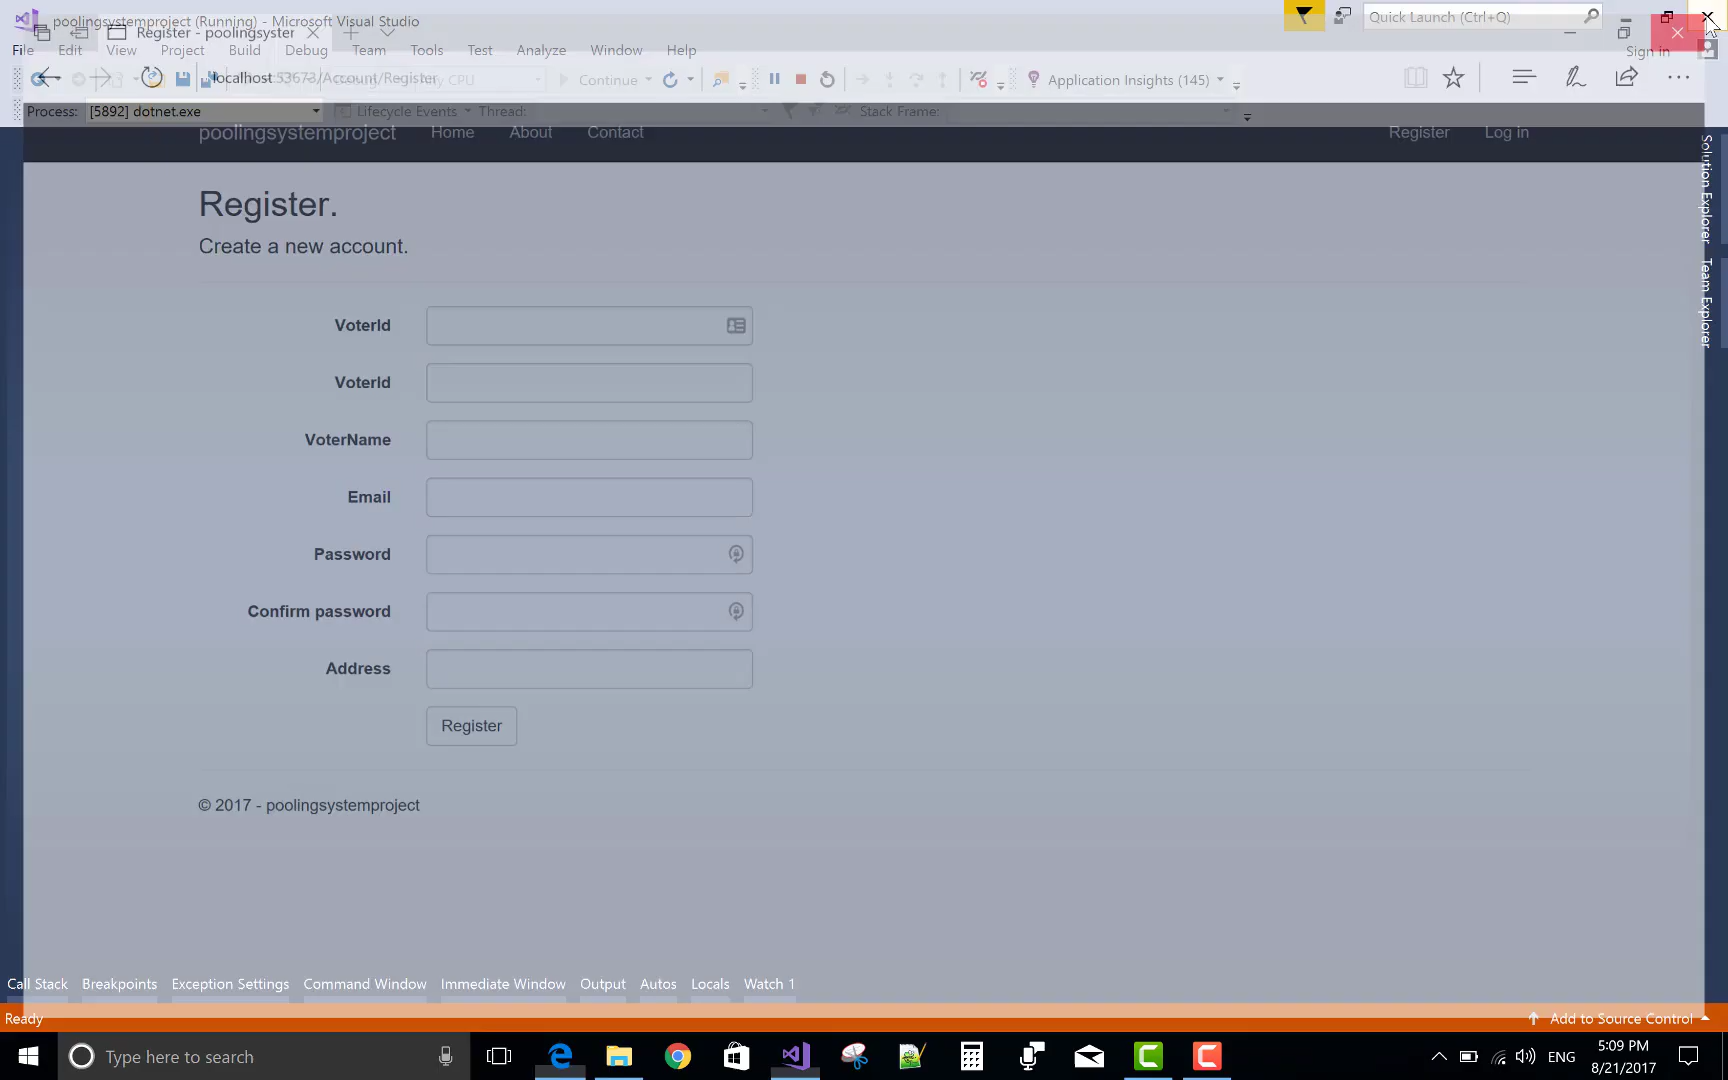 poolingsystemproject (Running) - Microsoft Visual Studio
Quick Launch (Ctrl+Q)
Register - poolingsyster
File Edit View Project Build Debug Team Tools Test Analyze Window Help
Sign in
localhost:53673/Account/Register
CPU
Continue
Application Insights (145)
Process: [5892] dotnet.exe Lifecycle Events Thread: Stack Frame:
poolingsystemproject Home About Contact Register Log in
Solution Explorer
Team Explorer
Register.
Create a new account.
VoterId
VoterId
VoterName
Email
Password
Confirm password
Address
Register
© 2017 - poolingsystemproject
Call Stack Breakpoints Exception Settings Command Window Immediate Window Output Autos Locals Watch 1
Ready
Add to Source Control
Type here to search
ENG
5:09 PM
8/21/2017